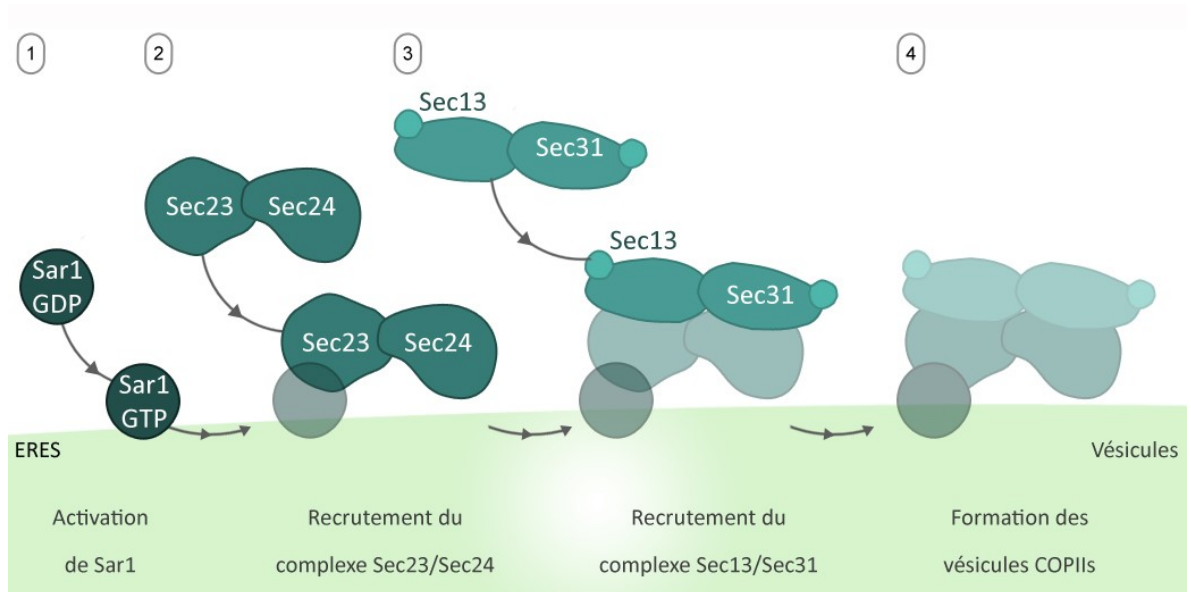 1
2
3
4
Sec13
Sec31
Sec23 Sec24
Sec13
Sar1
GDP
Sec31
Sec23 Sec24
Sar1
GTP
ERES
Vésicules
Activation
de Sar1
Recrutement du
complexe Sec23/Sec24
Recrutement du
complexe Sec13/Sec31
Formation des
vésicules COPIIs